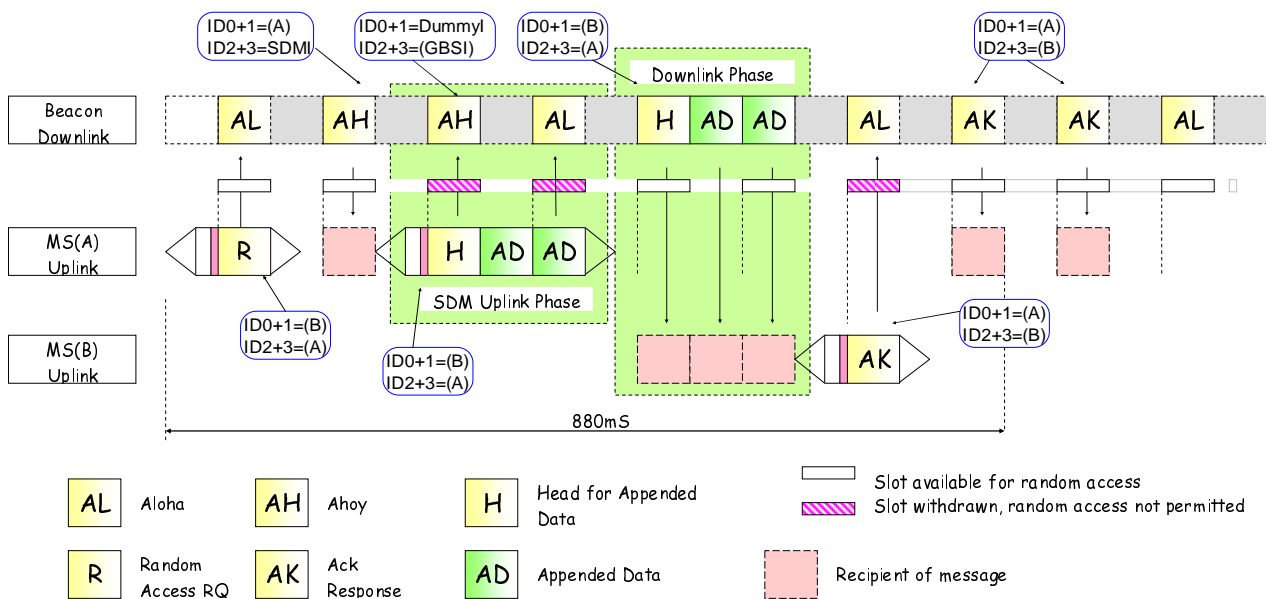 ID0+1=(A)
ID2+3=SDMI
ID0+1=DummyI
ID2+3=(GBSI)
ID0+1=(B)
ID2+3=(A)
ID0+1=(A)
ID2+3=(B)
Downlink Phase
Beacon
Downlink
AL
AH
AH
AL
H
AD
AD
AL
AK
AK
AL
MS(A)
Uplink
R
H
AD
AD
SDM Uplink Phase
ID0+1=(B)
ID2+3=(A)
ID0+1=(B)
ID2+3=(A)
ID0+1=(A)
ID2+3=(B)
MS(B)
Uplink
AK
880mS
AL
Aloha
AH
Ahoy
H
Head for Appended
Data
Slot available for random access
Slot withdrawn, random access not permitted
R
Random
Access RQ
AK
Ack
Response
AD
Appended Data
Recipient of message